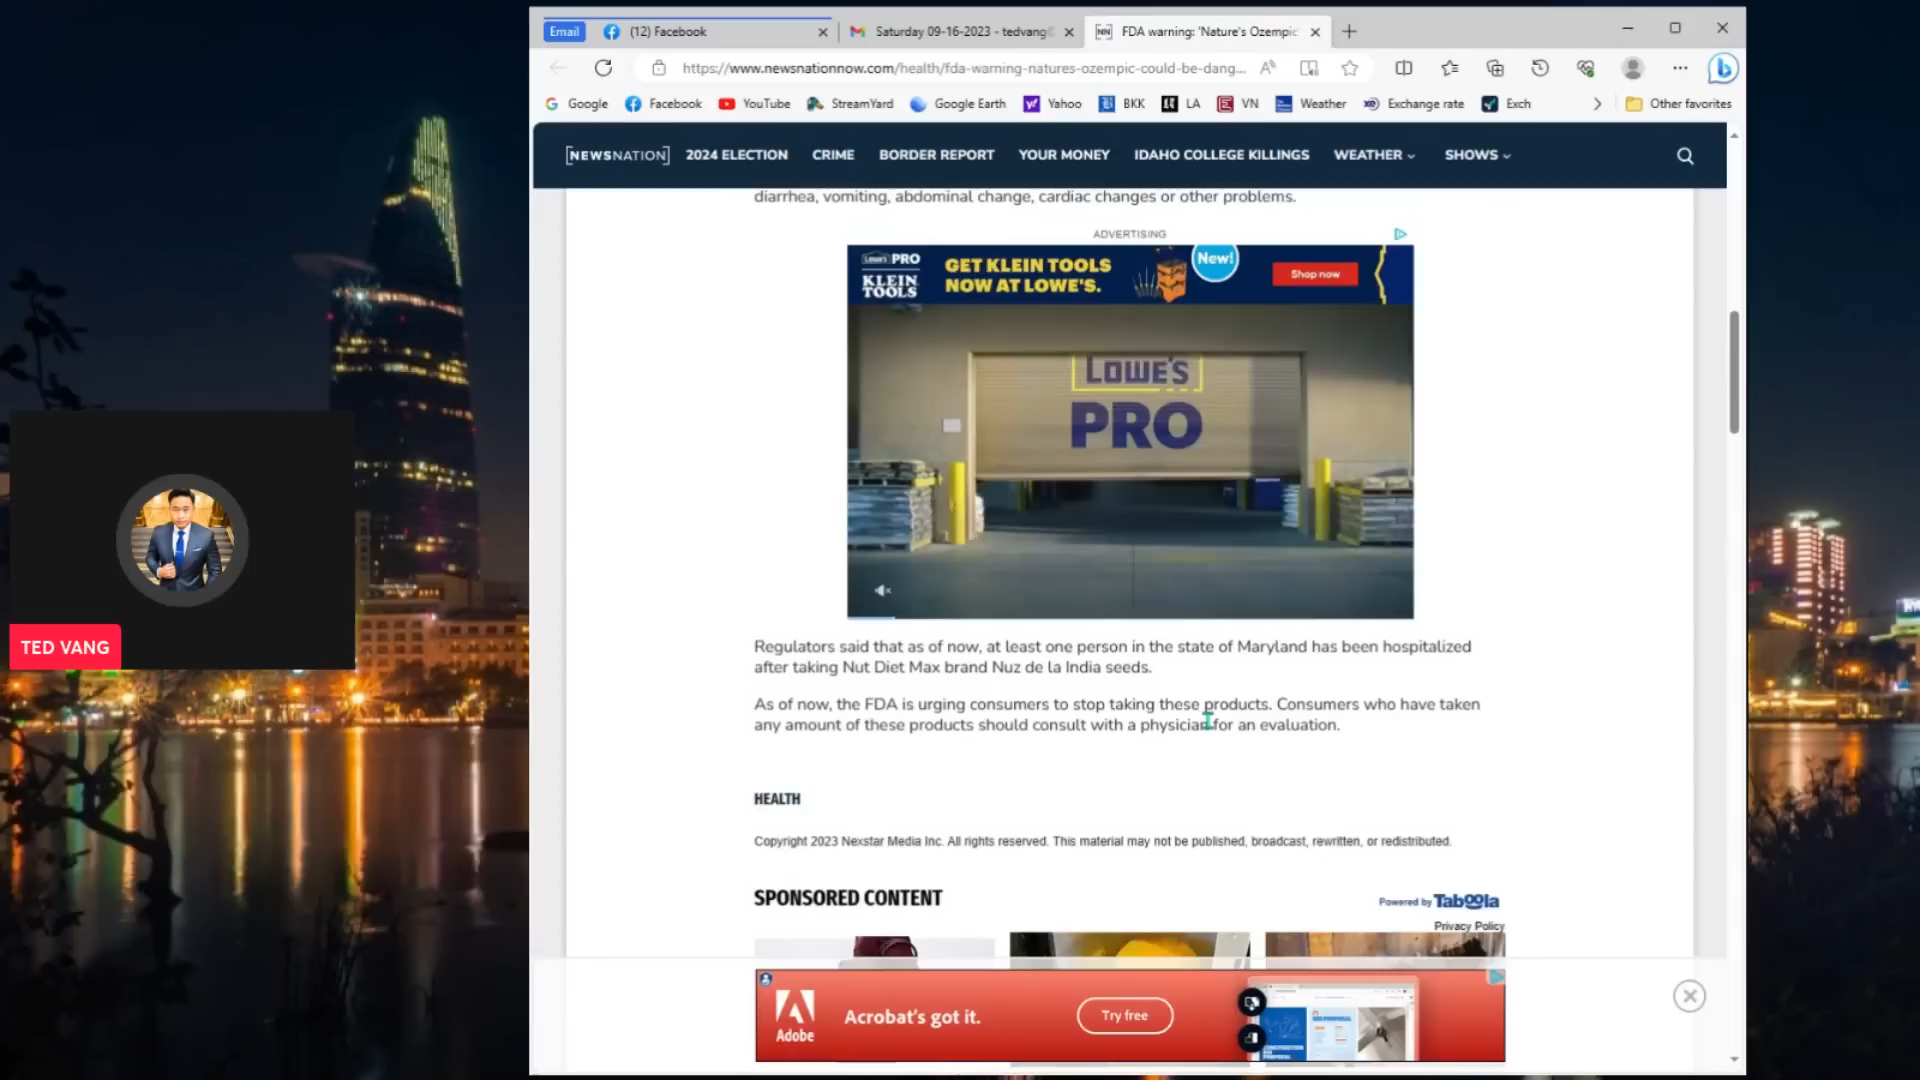 Email
(12) Facebook
Saturday 09-16-2023 - tedvang
FDA warning: 'Nature's Ozempic
https://www.newsnationnow.com/health/fda-warning-natures-ozempic-could-be-dang...
Google
Facebook
YouTube
StreamYard
Google Earth
Yahoo
BKK
LA
VN
Weather
Exchange rate
Exch
Other favorites
[NEWSNATION]
2024 ELECTION
CRIME
BORDER REPORT
YOUR MONEY
IDAHO COLLEGE KILLINGS
WEATHER
SHOWS
diarrhea, vomiting, abdominal change, cardiac changes or other problems.
ADVERTISING
LOWE'S PRO
KLEIN
TOOLS
GET KLEIN TOOLS
NOW AT LOWE'S.
New!
Shop now
LOWE'S
PRO
Regulators said that as of now, at least one person in the state of Maryland has been hospitalized
after taking Nut Diet Max brand Nuz de la India seeds.
As of now, the FDA is urging consumers to stop taking these products. Consumers who have taken
any amount of these products should consult with a physician for an evaluation.
HEALTH
Copyright 2023 Nexstar Media Inc. All rights reserved. This material may not be published, broadcast, rewritten, or redistributed.
SPONSORED CONTENT
Powered by Taboola
Privacy Policy
Adobe
Acrobat's got it.
Try free
TED VANG